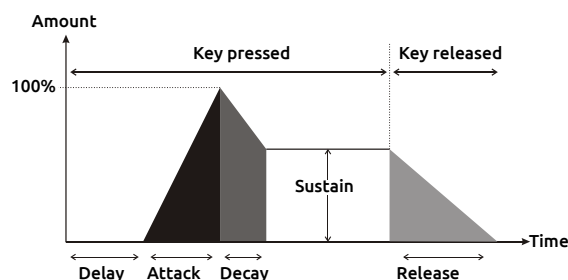 Amount
Key pressed
Key released
100%
Sustain
Time
Delay
Attack
Decay
Release